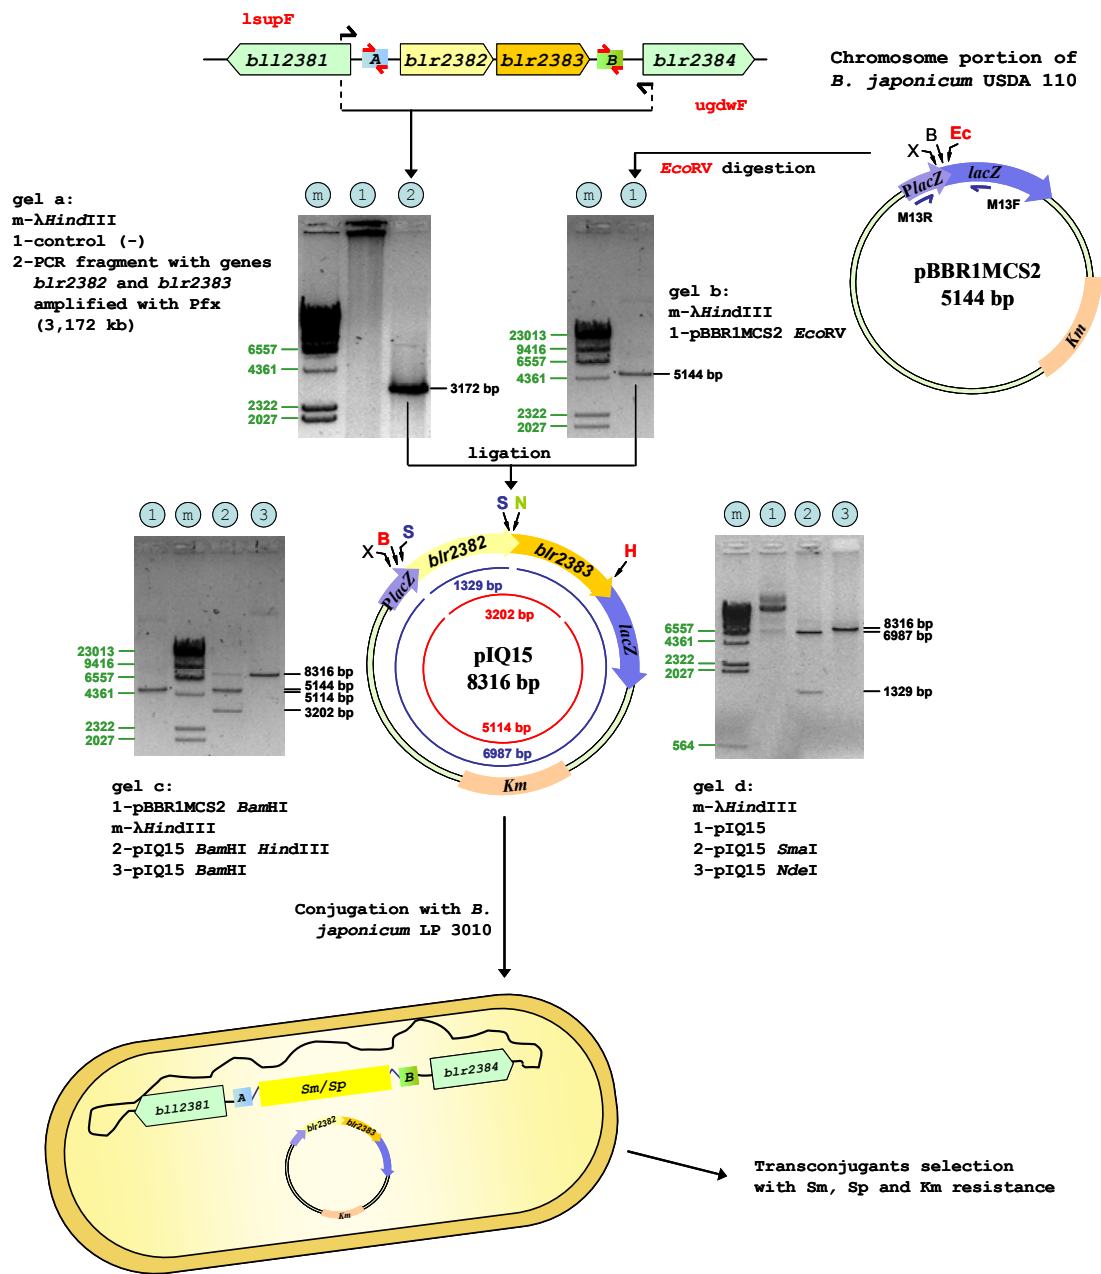 lsupF
bll2381
A
blr2382
blr2383
B
blr2384
ugdwF
Chromosome portion of
B. japonicum USDA 110
EcoRV digestion
X
B
Ec
PlacZ
lacZ
M13R
M13F
pBBR1MCS2
5144 bp
Km
gel a:
m-λHindIII
1-control (-)
2-PCR fragment with genes
blr2382 and blr2383
amplified with Pfx
(3,172 kb)
m
1
2
6557
4361
2322
2027
3172 bp
m
1
23013
9416
6557
4361
2322
2027
5144 bp
gel b:
m-λHindIII
1-pBBR1MCS2 EcoRV
ligation
1
m
2
3
23013
9416
6557
4361
2322
2027
8316 bp
5144 bp
5114 bp
3202 bp
gel c:
1-pBBR1MCS2 BamHI
m-λHindIII
2-pIQ15 BamHI HindIII
3-pIQ15 BamHI
S
N
X
B
S
H
PlacZ
blr2382
blr2383
lacZ
1329 bp
3202 bp
pIQ15
8316 bp
5114 bp
6987 bp
Km
m
1
2
3
6557
4361
2322
2027
564
8316 bp
6987 bp
1329 bp
gel d:
m-λHindIII
1-pIQ15
2-pIQ15 SmaI
3-pIQ15 NdeI
Conjugation with B.
japonicum LP 3010
bll2381
A
Sm/Sp
B
blr2384
blr2382
blr2383
Km
Transconjugants selection
with Sm, Sp and Km resistance